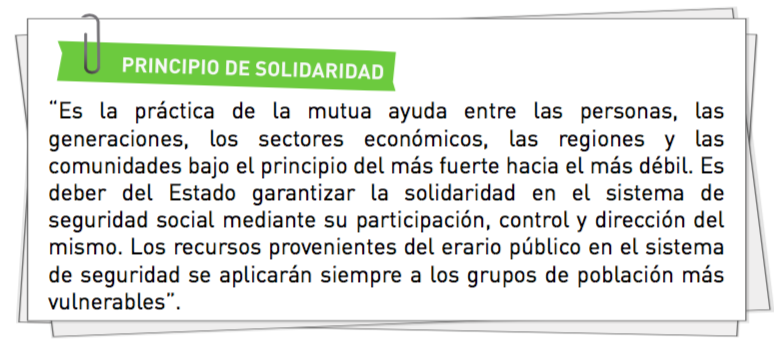 PRINCIPIO DE SOLIDARIDAD
“Es la práctica de la mutua ayuda entre las personas, las
generaciones, los sectores económicos, las regiones y las
comunidades bajo el principio del más fuerte hacia el más débil. Es
deber del Estado garantizar la solidaridad en el sistema de
seguridad social mediante su participación, control y dirección del
mismo. Los recursos provenientes del erario público en el sistema
de seguridad se aplicarán siempre a los grupos de población más
vulnerables”.